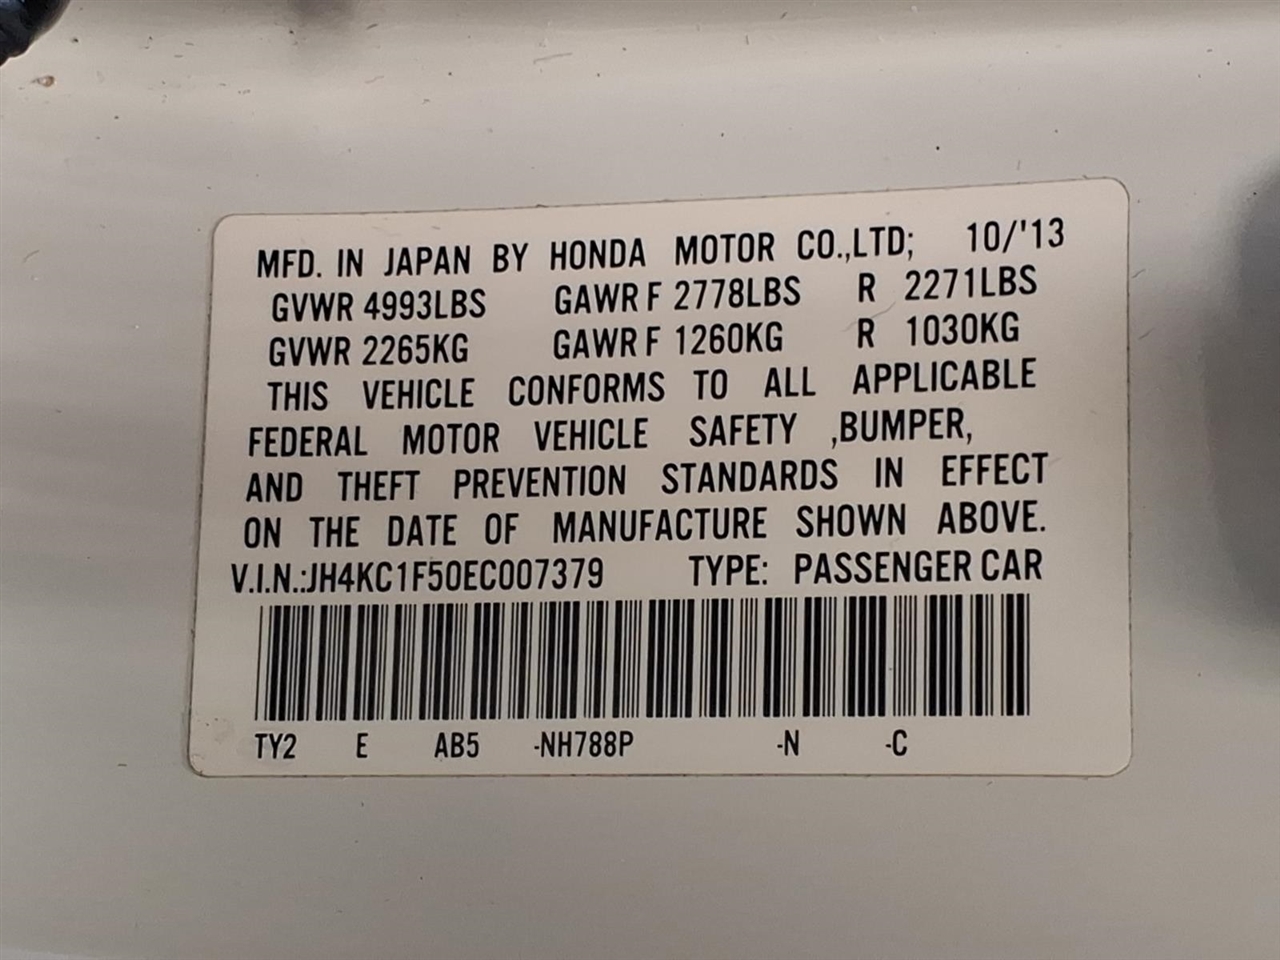 MFD. IN JAPAN BY HONDA MOTOR CO.,LTD; 10/'13
GVWR 4993LBS GAWR F 2778LBS R 2271LBS
GVWR 2265KG GAWR F 1260KG R 1030KG
THIS VEHICLE CONFORMS TO ALL APPLICABLE
FEDERAL MOTOR VEHICLE SAFETY ,BUMPER,
AND THEFT PREVENTION STANDARDS IN EFFECT
ON THE DATE OF MANUFACTURE SHOWN ABOVE.
V.I.N.:JH4KC1F50EC007379 TYPE: PASSENGER CAR
TY2 E AB5 -NH788P -N -C